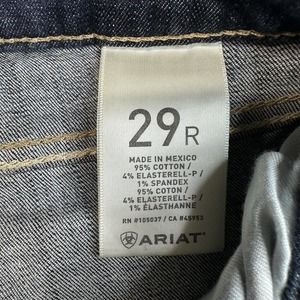 29R
MADE IN MEXICO
95% COTTON /
4% ELASTERELL-P /
1% SPANDEX
95% COTON /
4% ELASTERELL-P /
1% ÉLASTHANNE
RN #105037 / CA #45953
ARIAT